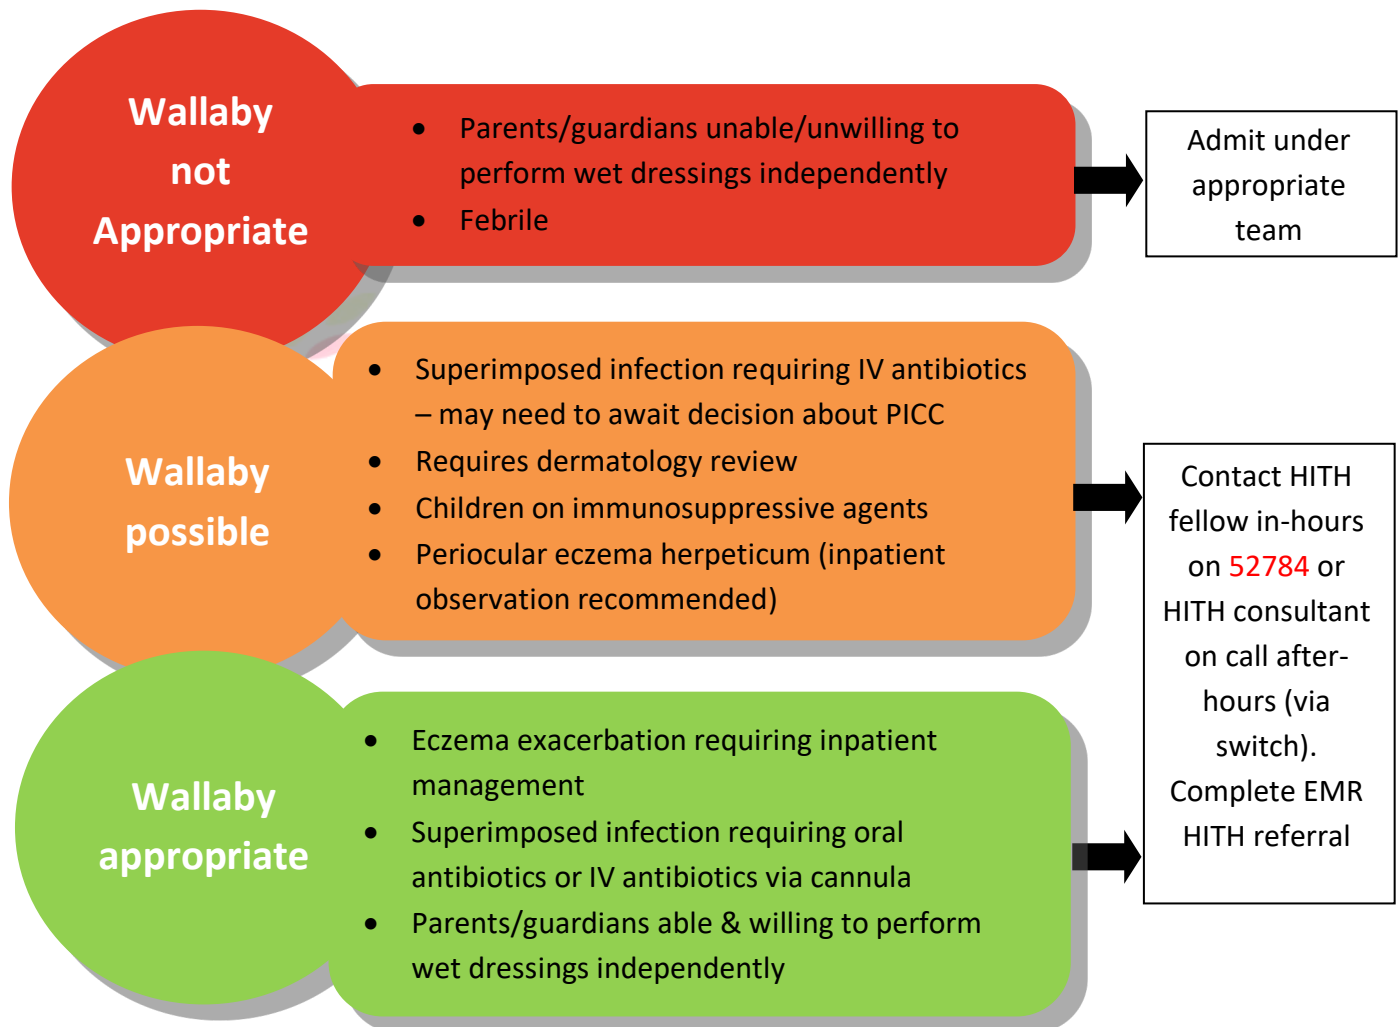 Wallaby
not
Appropriate
• Parents/guardians unable/unwilling to
perform wet dressings independently
• Febrile
Admit under
appropriate
team
Wallaby
possible
• Superimposed infection requiring IV antibiotics
– may need to await decision about PICC
• Requires dermatology review
• Children on immunosuppressive agents
• Periocular eczema herpeticum (inpatient
observation recommended)
Wallaby
appropriate
• Eczema exacerbation requiring inpatient
management
• Superimposed infection requiring oral
antibiotics or IV antibiotics via cannula
• Parents/guardians able & willing to perform
wet dressings independently
Contact HITH
fellow in-hours
on 52784 or
HITH consultant
on call after-
hours (via
switch).
Complete EMR
HITH referral